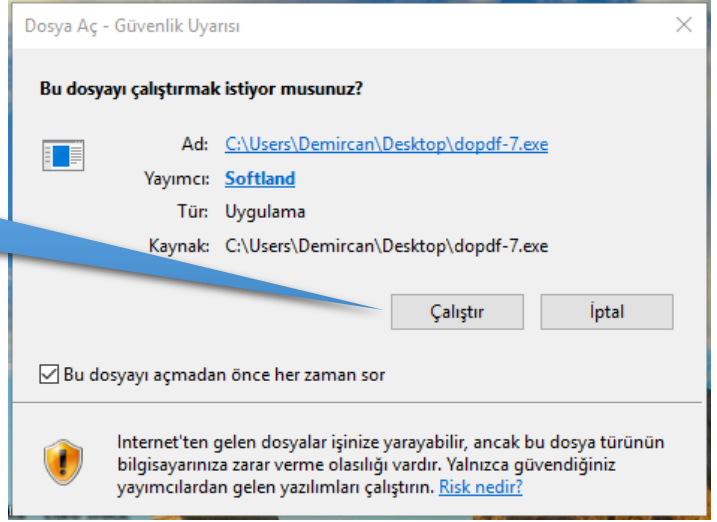 Dosya Aç - Güvenlik Uyarısı
Bu dosyayı çalıştırmak istiyor musunuz?
Ad: C:\Users\Demircan\Desktop\dopdf-7.exe
Yayımcı: Softland
Tür: Uygulama
Kaynak: C:\Users\Demircan\Desktop\dopdf-7.exe
Çalıştır İptal
Bu dosyayı açmadan önce her zaman sor
Internet'ten gelen dosyalar işinize yarayabilir, ancak bu dosya türünün
bilgisayarınıza zarar verme olasılığı vardır. Yalnızca güvendiğiniz
yayımcılardan gelen yazılımları çalıştırın. Risk nedir?